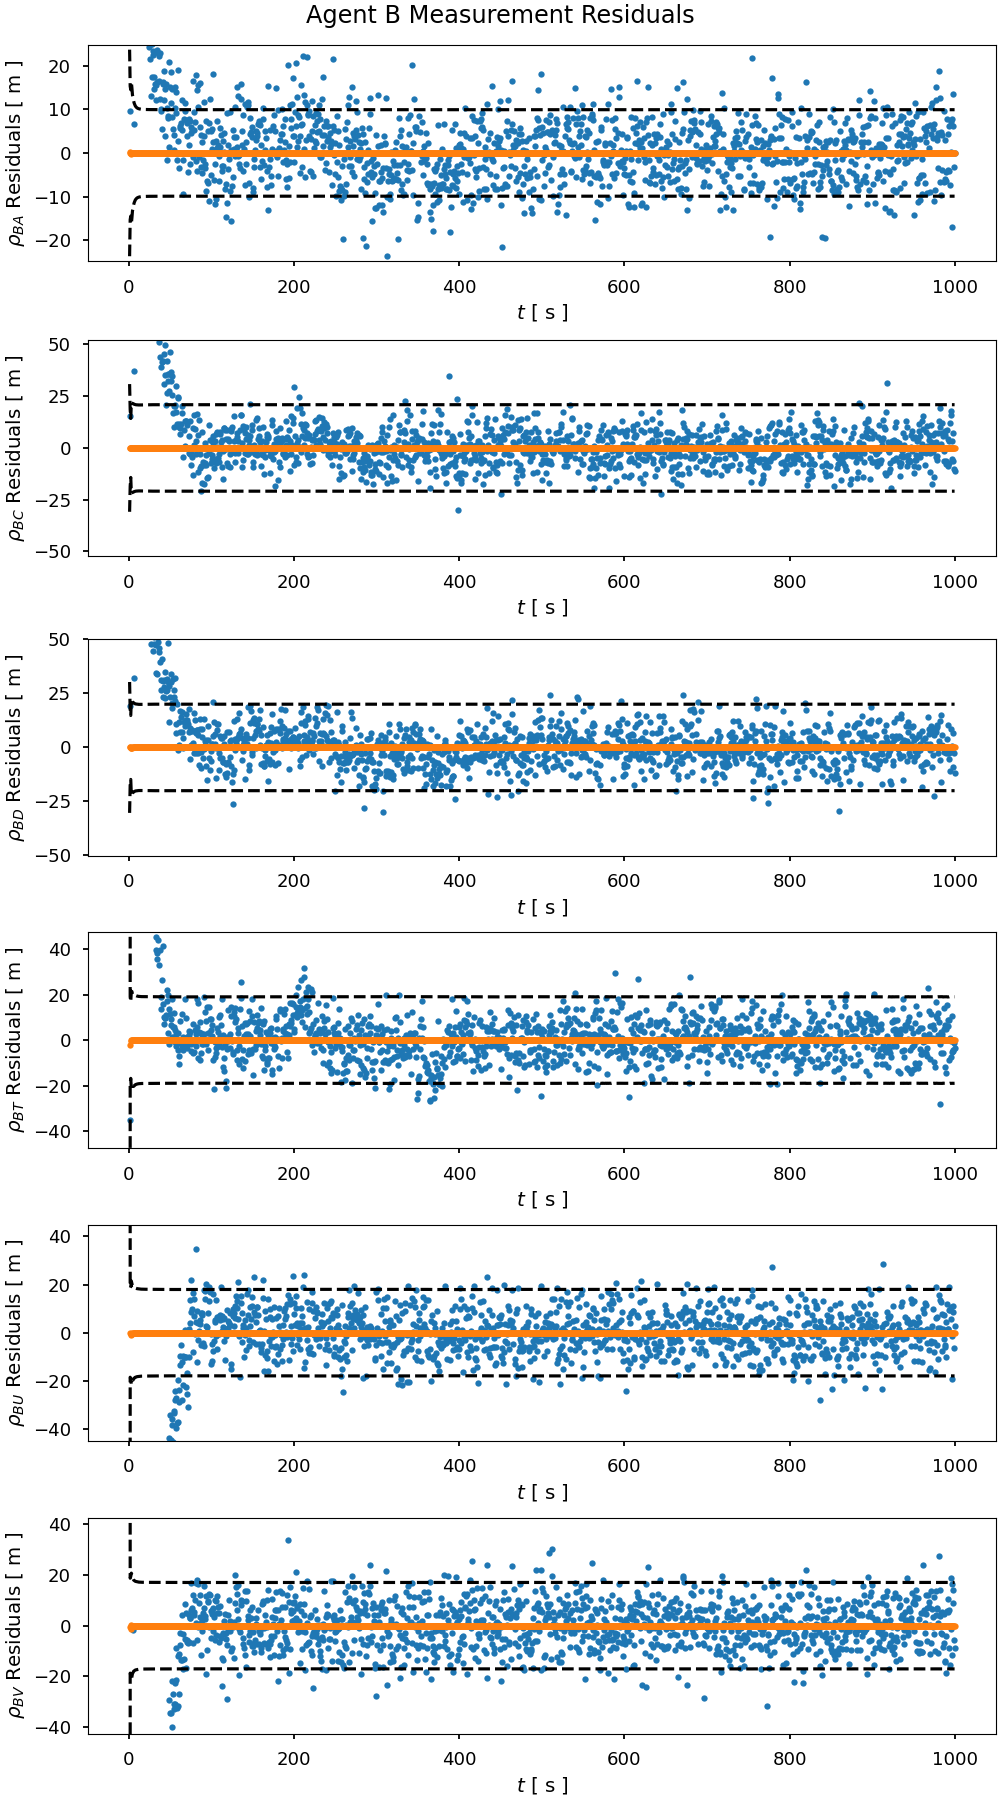 Agent B Measurement Residuals
ρBA Residuals [ m ]
20
10
0
−10
−20
0 200 400 600 800 1000
t [ s ]
ρBC Residuals [ m ]
50
25
0
−25
−50
0 200 400 600 800 1000
t [ s ]
ρBD Residuals [ m ]
50
25
0
−25
−50
0 200 400 600 800 1000
t [ s ]
ρBT Residuals [ m ]
40
20
0
−20
−40
0 200 400 600 800 1000
t [ s ]
ρBU Residuals [ m ]
40
20
0
−20
−40
0 200 400 600 800 1000
t [ s ]
ρBV Residuals [ m ]
40
20
0
−20
−40
0 200 400 600 800 1000
t [ s ]